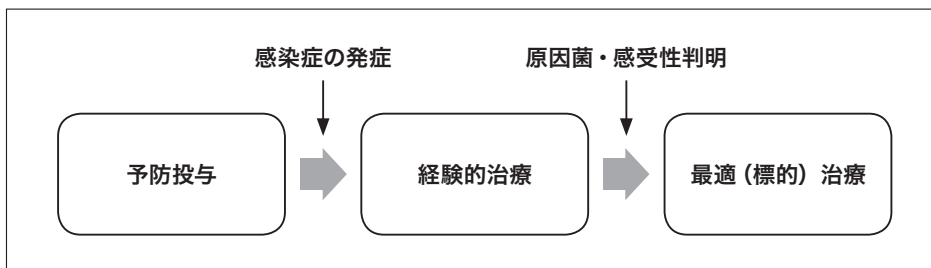 感染症の発症
原因菌・感受性判明
予防投与
経験的治療
最適（標的）治療